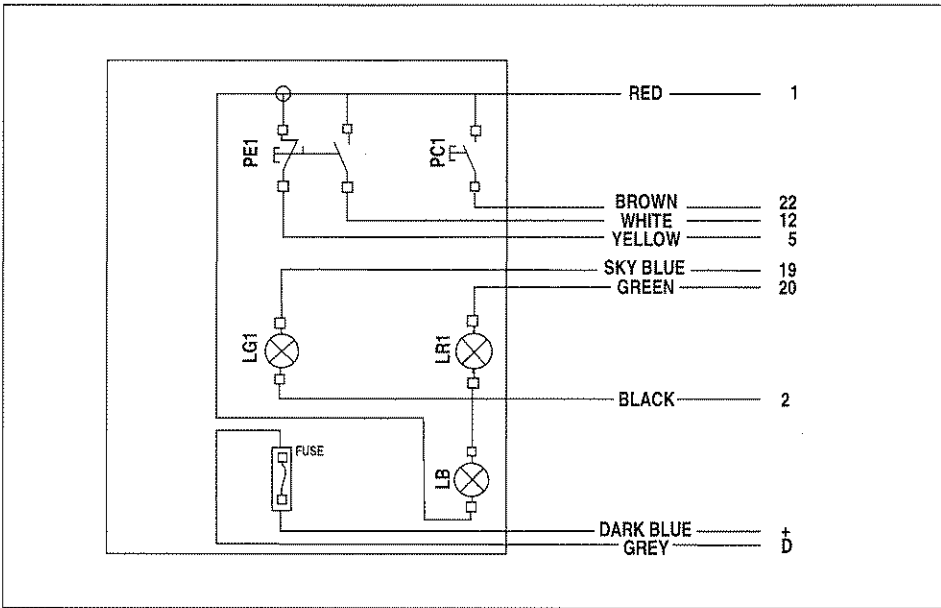 RED 1
PE1
PC1
BROWN 22
WHITE 12
YELLOW 5
SKY BLUE 19
GREEN 20
LG1
LR1
BLACK 2
FUSE
LB
DARK BLUE +
GREY D